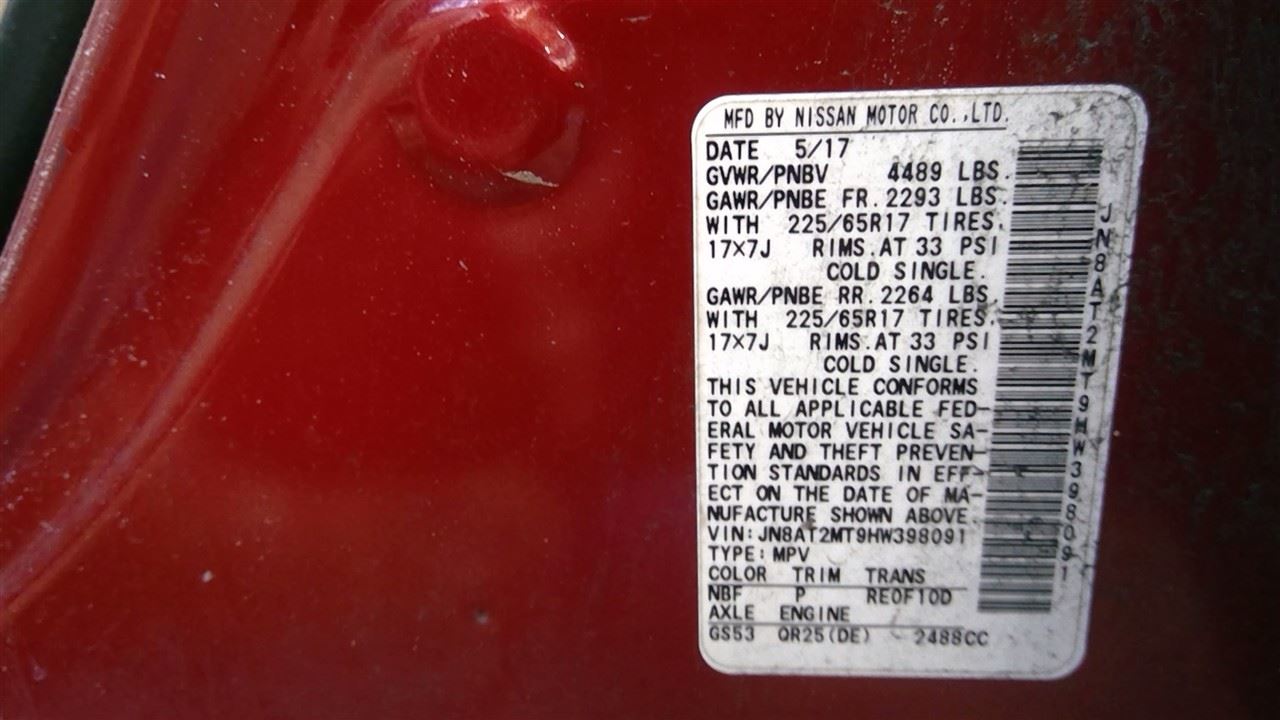 MFD BY NISSAN MOTOR CO.,LTD.
DATE 5/17
GVWR/PNBV 4489 LBS.
GAWR/PNBE FR. 2293 LBS.
WITH 225/65R17 TIRES.
17×7J RIMS. AT 33 PSI
COLD SINGLE.
GAWR/PNBE RR. 2264 LBS.
WITH 225/65R17 TIRES.
17×7J RIMS. AT 33 PSI
COLD SINGLE.
THIS VEHICLE CONFORMS
TO ALL APPLICABLE FED-
ERAL MOTOR VEHICLE SA-
FETY AND THEFT PREVEN-
TION STANDARDS IN EFF-
ECT ON THE DATE OF MA-
NUFACTURE SHOWN ABOVE.
VIN: JN8AT2MT9HW398091
TYPE: MPV
COLOR TRIM TRANS
NBF P RE0F10D
AXLE ENGINE
GS53 QR25(DE) 2488CC
JN8AT2MT9HW398091